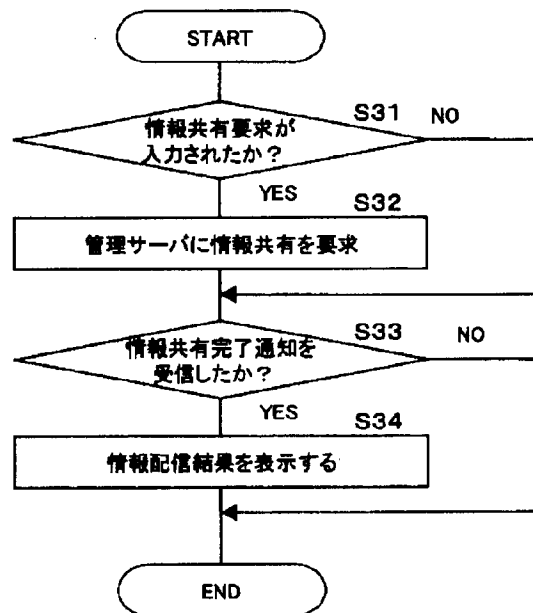 START
S31
NO
情報共有要求が
入力されたか?
YES
S32
管理サーバに情報共有を要求
S33
NO
情報共有完了通知を
受信したか?
YES
S34
情報配信結果を表示する
END